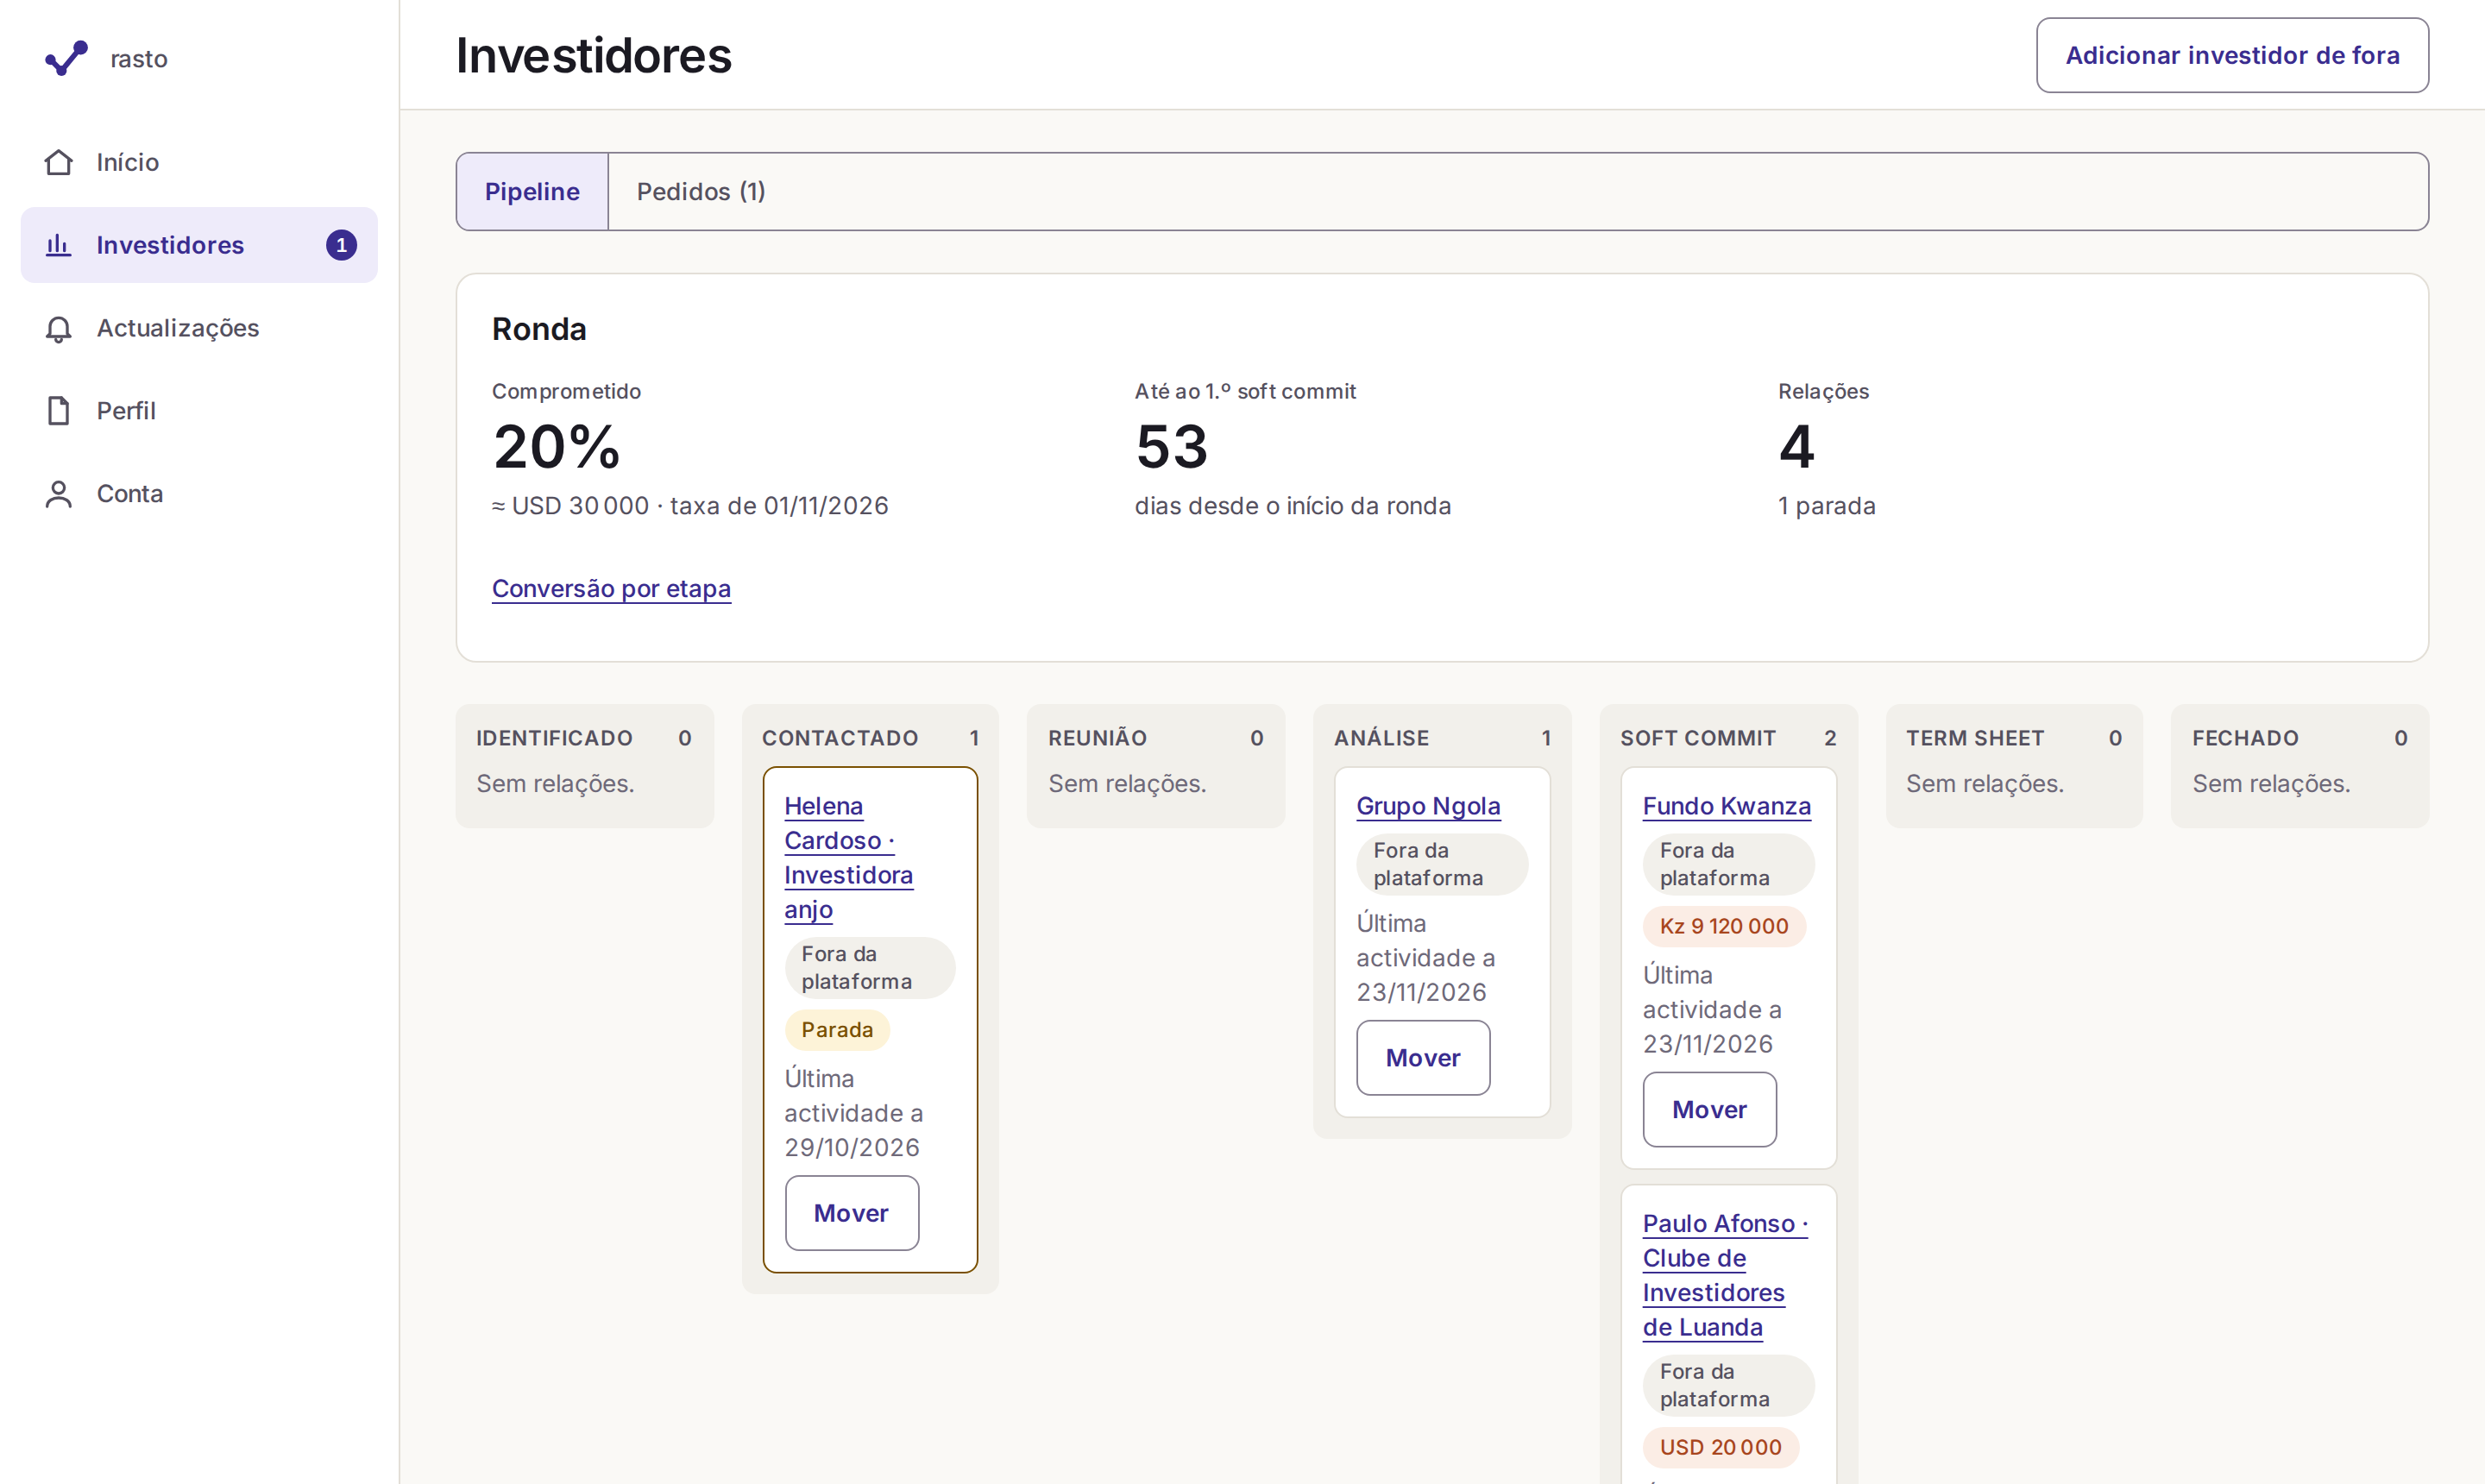 rasto
Início
Investidores 1
Actualizações
Perfil
Conta
Investidores
Adicionar investidor de fora
Pipeline
Pedidos (1)
Ronda
Comprometido
20%
≈ USD 30 000 · taxa de 01/11/2026
Até ao 1.º soft commit
53
dias desde o início da ronda
Relações
4
1 parada
Conversão por etapa
IDENTIFICADO 0
Sem relações.
CONTACTADO 1
Helena
Cardoso ·
Investidora
anjo
Fora da
plataforma
Parada
Última
actividade a
29/10/2026
Mover
REUNIÃO 0
Sem relações.
ANÁLISE 1
Grupo Ngola
Fora da
plataforma
Última
actividade a
23/11/2026
Mover
SOFT COMMIT 2
Fundo Kwanza
Fora da
plataforma
Kz 9 120 000
Última
actividade a
23/11/2026
Mover
Paulo Afonso ·
Clube de
Investidores
de Luanda
Fora da
plataforma
USD 20 000
TERM SHEET 0
Sem relações.
FECHADO 0
Sem relações.